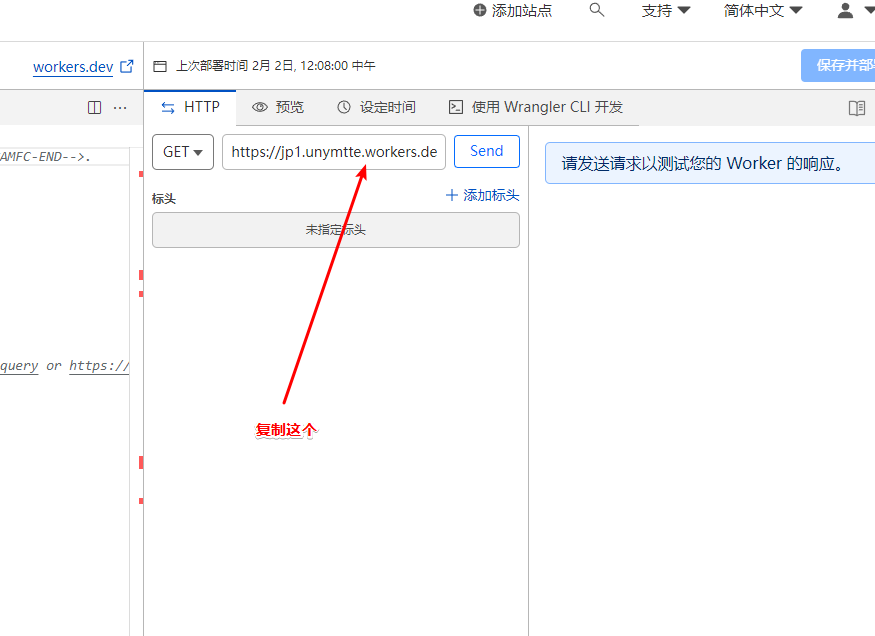 添加站点 支持 简体中文
workers.dev 上次部署时间 2月 2日, 12:08:00 中午
HTTP 预览 设定时间 使用 Wrangler CLI 开发
GET https://jp1.unymtte.workers.de Send
AMFC-END-->.
请发送请求以测试您的 Worker 的响应。
标头 添加标头
未指定标头
query or https://
复制这个